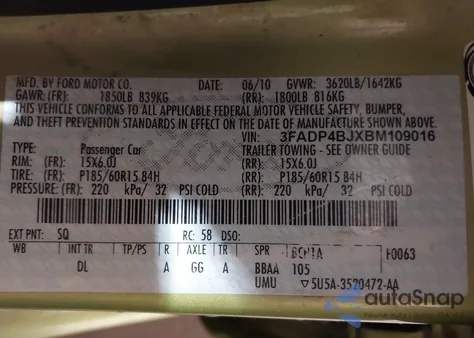 MFD. BY FORD MOTOR CO. DATE: 06/10 GVWR: 3620LB/1642KG
GAWR: (FR): 1850LB 839KG (RR): 1800LB 816KG
THIS VEHICLE CONFORMS TO ALL APPLICABLE FEDERAL MOTOR VEHICLE SAFETY, BUMPER,
AND THEFT PREVENTION STANDARDS IN EFFECT ON THE DATE OF MANUFACTURE SHOWN ABOVE.
VIN: 3FADP4BJXBM109016
TYPE: Passenger Car TRAILER TOWING - SEE OWNER GUIDE
RIM: (FR): 15X6.0J (RR): 15X6.0J
TIRE: (FR): P185/60R15 84H (RR): P185/60R15 84H
PRESSURE: (FR): 220 kPa/ 32 PSI COLD (RR): 220 kPa/ 32 PSI COLD
EXT PNT: SQ RC: 58 DSO:
WB INT TR TP/PS R AXLE TR SPR F0063
DL A GG A BBAA 105
UMU ▽5U5A-3520472-AA
autoSnap